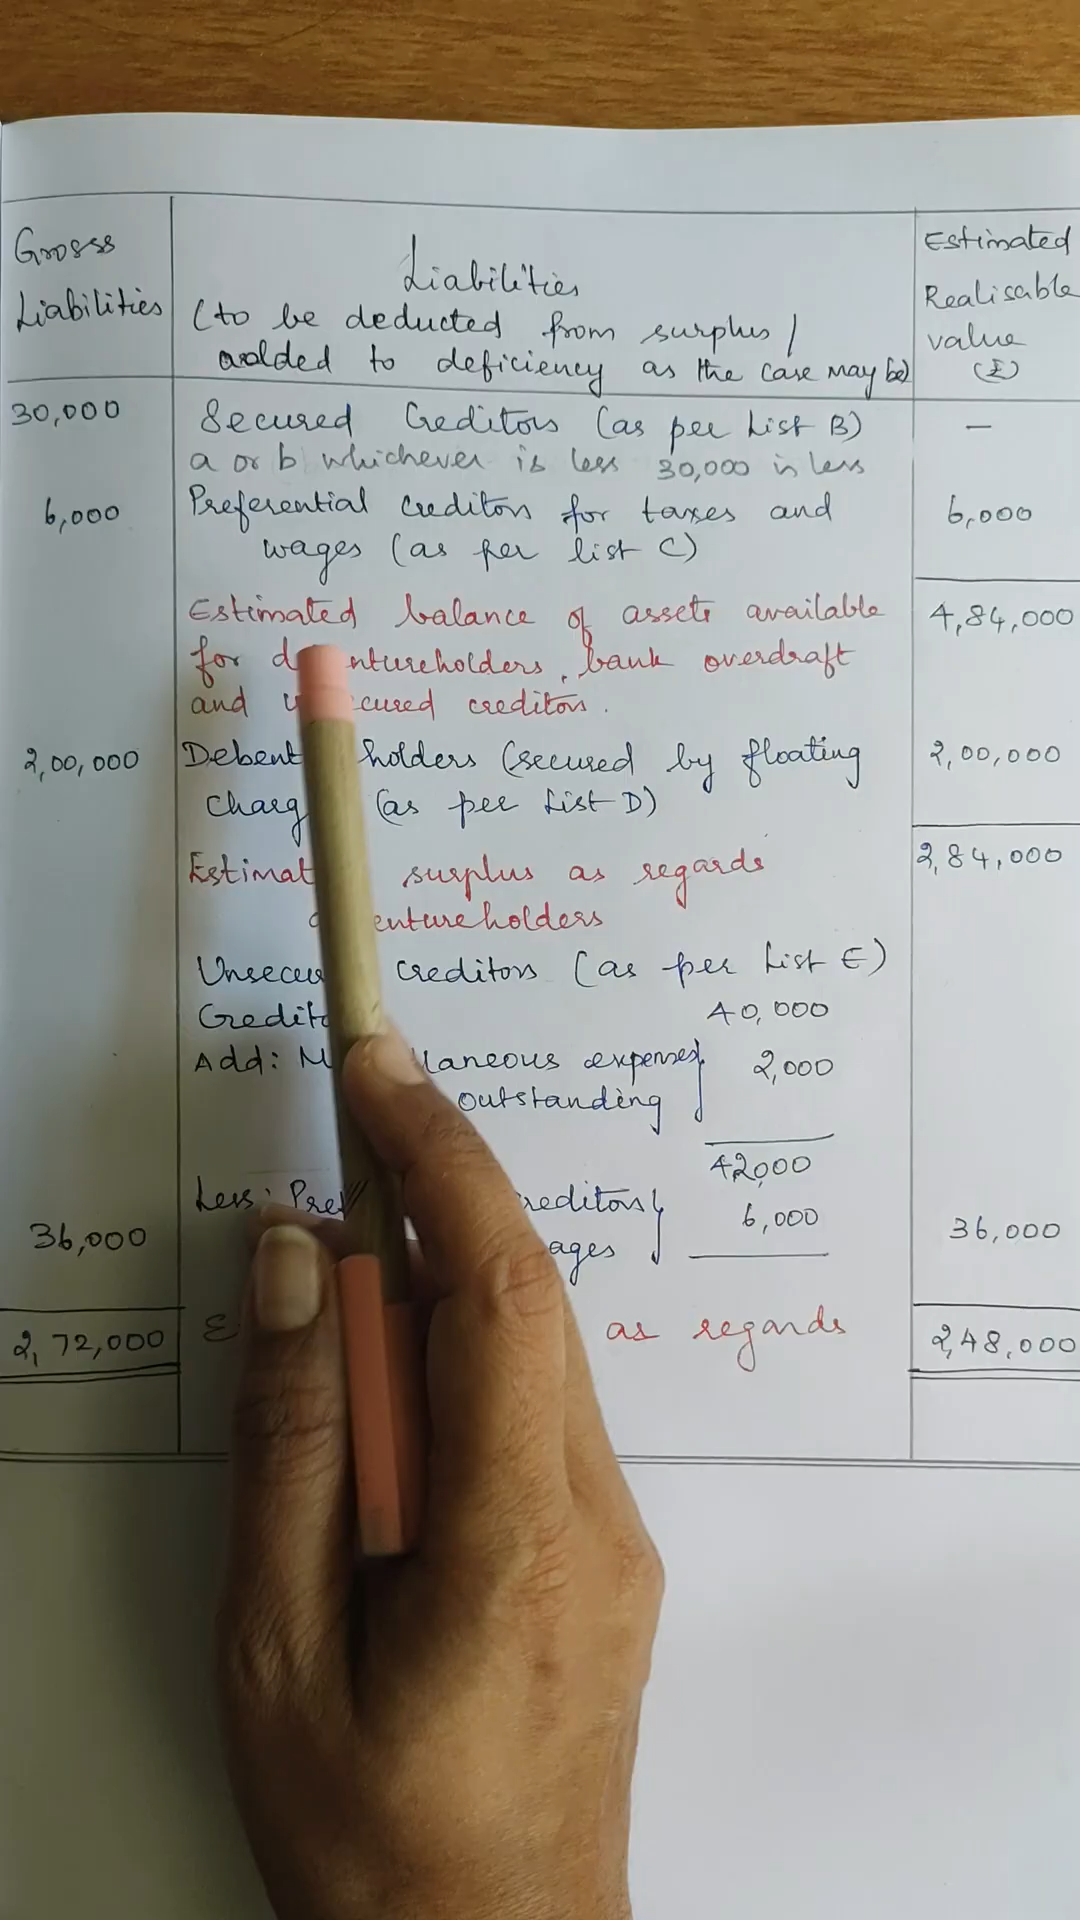 Grosss Liabilities
Liabilities
(to be deducted from surplus /
added to deficiency as the case may be)
Estimated
Realisable
value
(₹)
30,000 Secured Creditors (as per List B) —
a or b whichever is less 30,000 is less
6,000 Preferential creditors for taxes and 6,000
wages (as per list C)
Estimated balance of assets available 4,84,000
for ntureholders, bank overdraft
and cured creditors.
2,00,000 Debent holders (secured by floating 2,00,000
charg (as per List D)
Estimat surplus as regards 2,84,000
entureholders
Unsecu creditors (as per List E)
Credito 40,000
Add: M llaneous expenses 2,000
outstanding
42,000
Less: Pref reditors 6,000
36,000 ages 36,000
2,72,000 E as regards 2,48,000